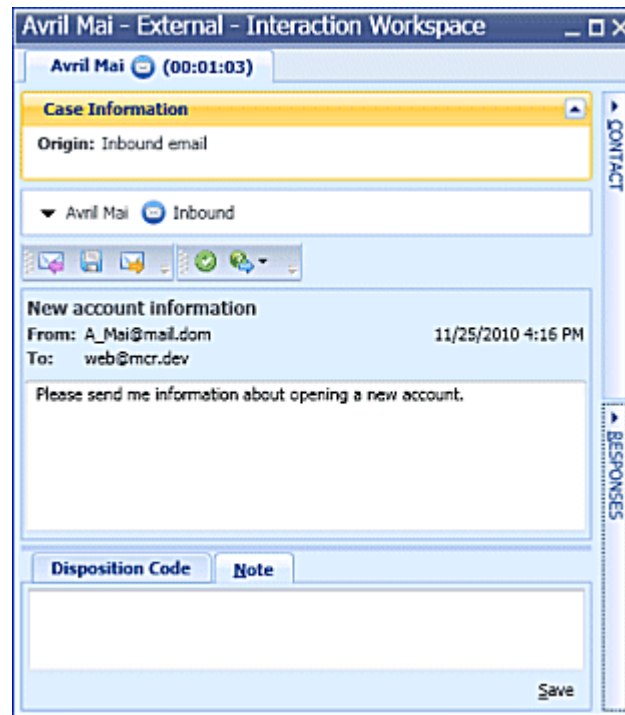 Avril Mai - External - Interaction Workspace
Avril Mai (00:01:03)
Case Information
Origin: Inbound email
Avril Mai Inbound
New account information
From: A_Mai@mail.dom 11/25/2010 4:16 PM
To: web@mcr.dev
Please send me information about opening a new account.
Disposition Code Note
Save
CONTACT
RESPONSES